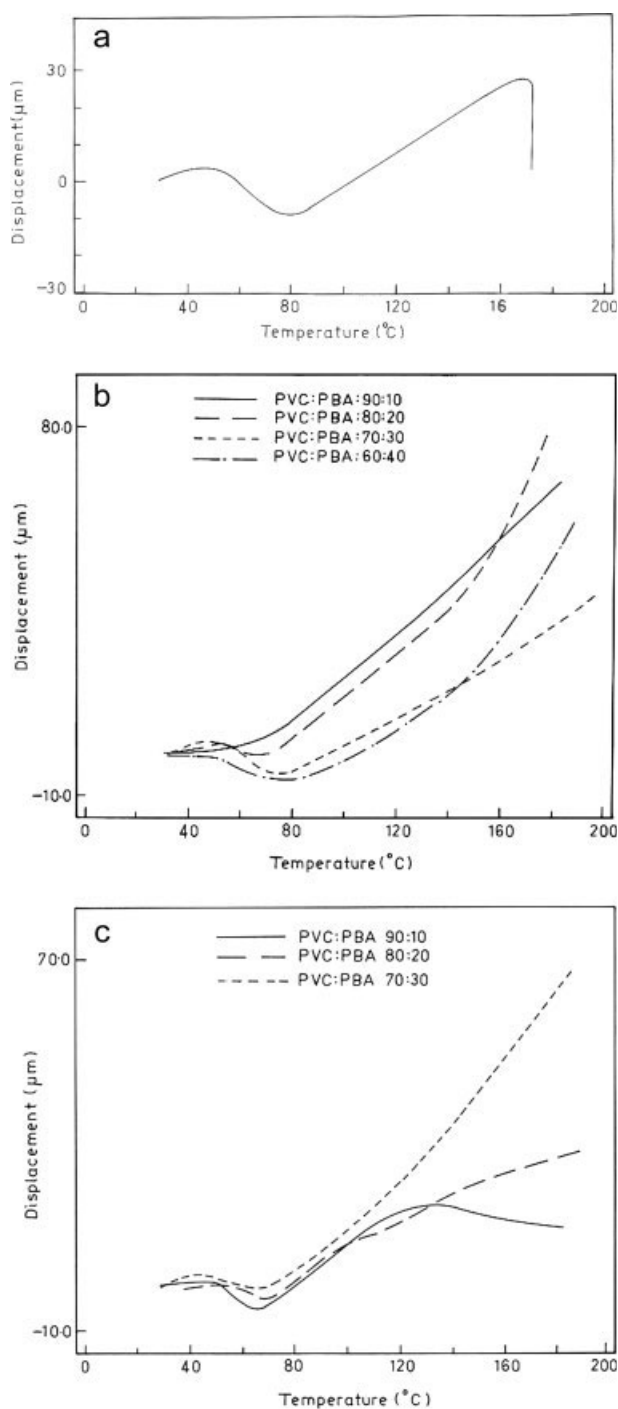 a
Displacement(µm)
30
0
-30
0 40 80 120 160 200
Temperature(°C)
b
PVC:PBA:90:10
PVC:PBA:80:20
PVC:PBA:70:30
PVC:PBA:60:40
Displacement (µm)
80·0
-10·0
0 40 80 120 160 200
Temperature(°C)
c
PVC:PBA 90:10
PVC:PBA 80:20
PVC:PBA 70:30
Displacement (µm)
70·0
-10·0
0 40 80 120 160 200
Temperature (°C)